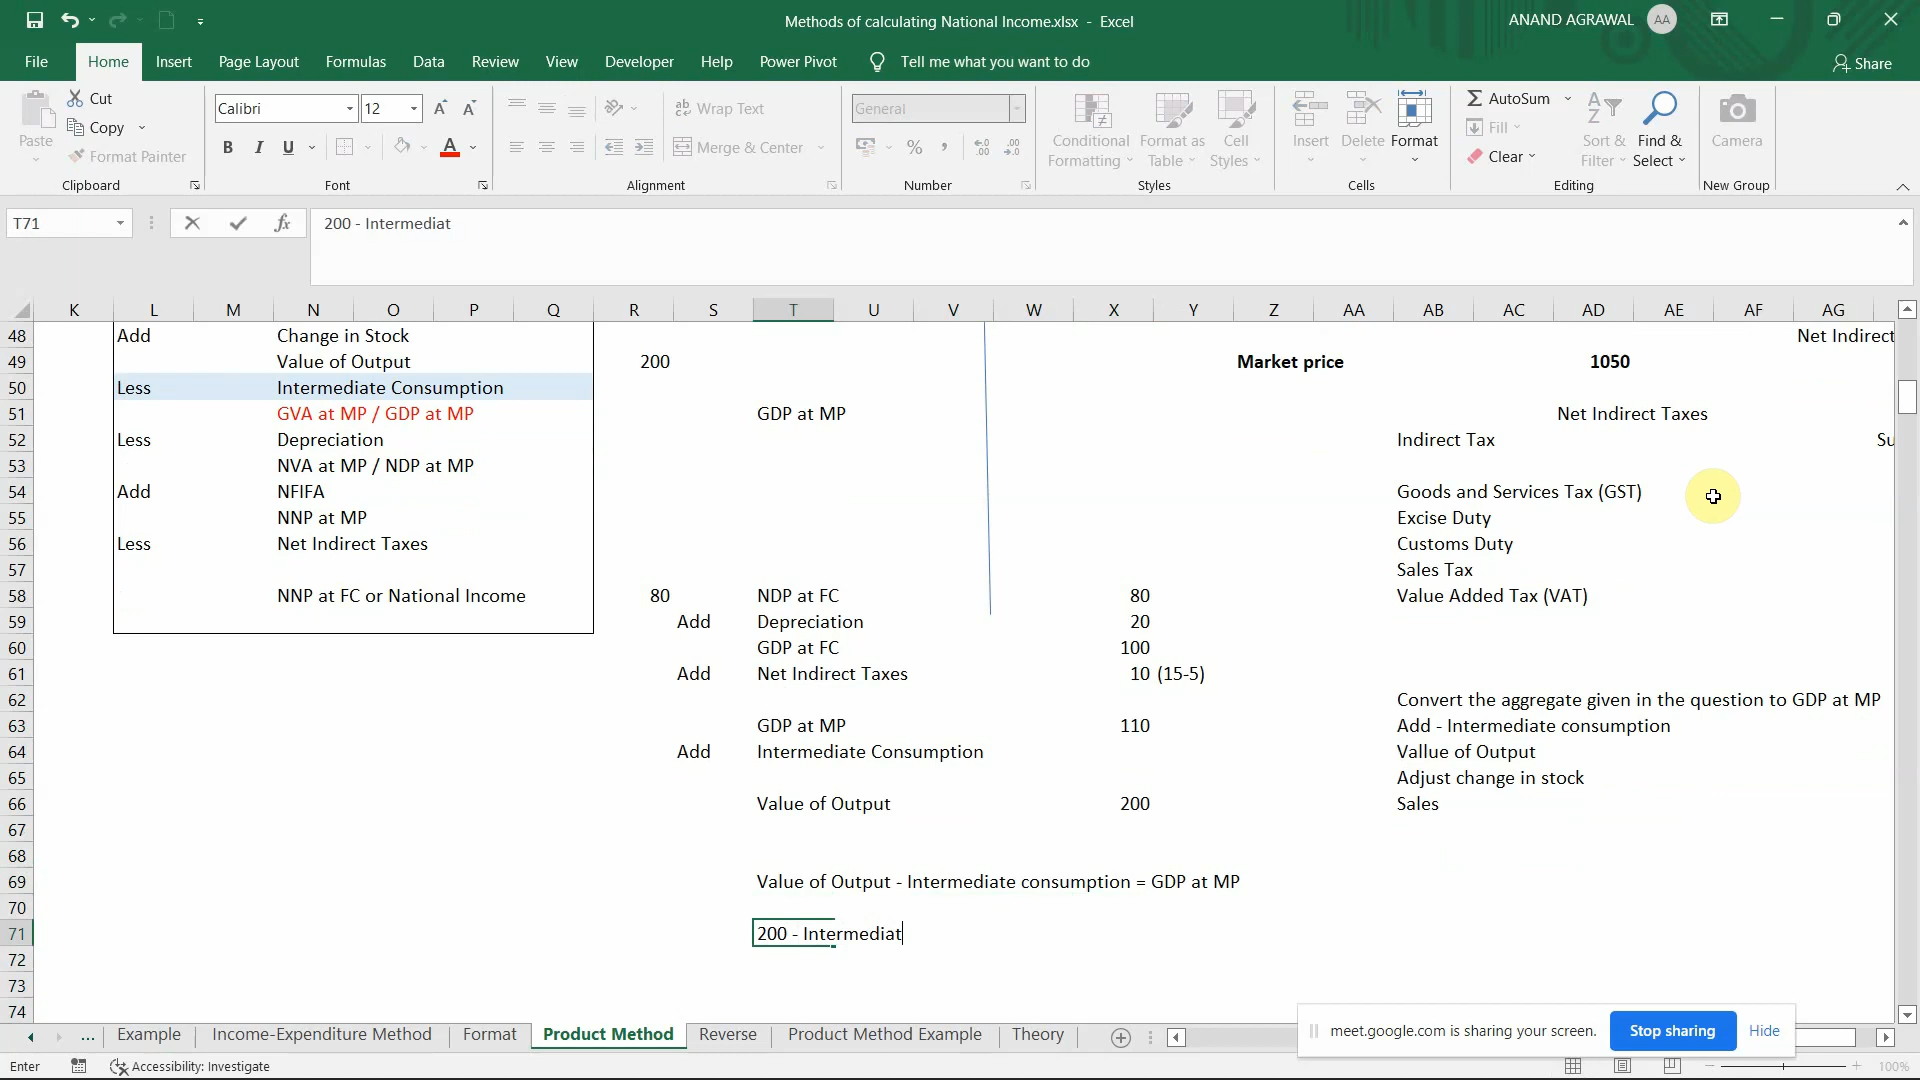 Methods of calculating National Income.xlsx - Excel
ANAND AGRAWAL AA
File Home Insert Page Layout Formulas Data Review View Developer Help Power Pivot Tell me what you want to do Share
Paste
Cut
Copy
Format Painter
Clipboard
Calibri 12
B I U
Font
Wrap Text
Merge & Center
Alignment
General
Number
Conditional Formatting
Format as Table
Cell Styles
Styles
Insert Delete Format
Cells
AutoSum
Fill
Clear
Sort & Filter
Find & Select
Editing
Camera
New Group
T71 fx 200 - Intermediat
K L M N O P Q R S T U V W X Y Z AA AB AC AD AE AF AG
48 Add Change in Stock Net Indirect
49 Value of Output 200 Market price 1050
50 Less Intermediate Consumption
51 GVA at MP / GDP at MP GDP at MP Net Indirect Taxes
52 Less Depreciation Indirect Tax Su
53 NVA at MP / NDP at MP
54 Add NFIFA Goods and Services Tax (GST)
55 NNP at MP Excise Duty
56 Less Net Indirect Taxes Customs Duty
57 Sales Tax
58 NNP at FC or National Income 80 NDP at FC 80 Value Added Tax (VAT)
59 Add Depreciation 20
60 GDP at FC 100
61 Add Net Indirect Taxes 10 (15-5)
62 Convert the aggregate given in the question to GDP at MP
63 GDP at MP 110 Add - Intermediate consumption
64 Add Intermediate Consumption Vallue of Output
65 Adjust change in stock
66 Value of Output 200 Sales
67
68
69 Value of Output - Intermediate consumption = GDP at MP
70
71 200 - Intermediat
72
73
74
... Example Income-Expenditure Method Format Product Method Reverse Product Method Example Theory
meet.google.com is sharing your screen. Stop sharing Hide
Enter Accessibility: Investigate 100%